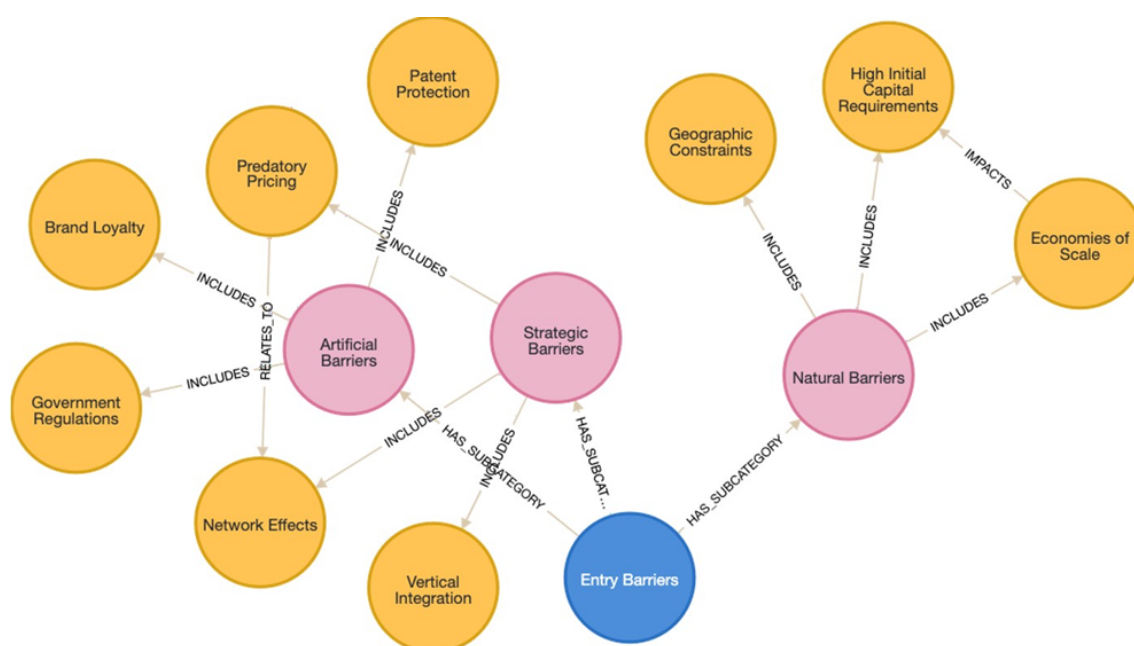 Patent
Protection
High Initial
Capital
Requirements
Geographic
Constraints
Predatory
Pricing
IMPACTS
INCLUDES
INCLUDES
Brand Loyalty
INCLUDES
INCLUDES
INCLUDES
Economies of
Scale
INCLUDES
RELATES_TO
Artificial
Barriers
Strategic
Barriers
INCLUDES
Natural Barriers
Government
Regulations
INCLUDES
INCLUDES
INCLUDES
HAS_SUBCATEGORY
HAS_SUBCAT...
HAS_SUBCATEGORY
Network Effects
Vertical
Integration
Entry Barriers